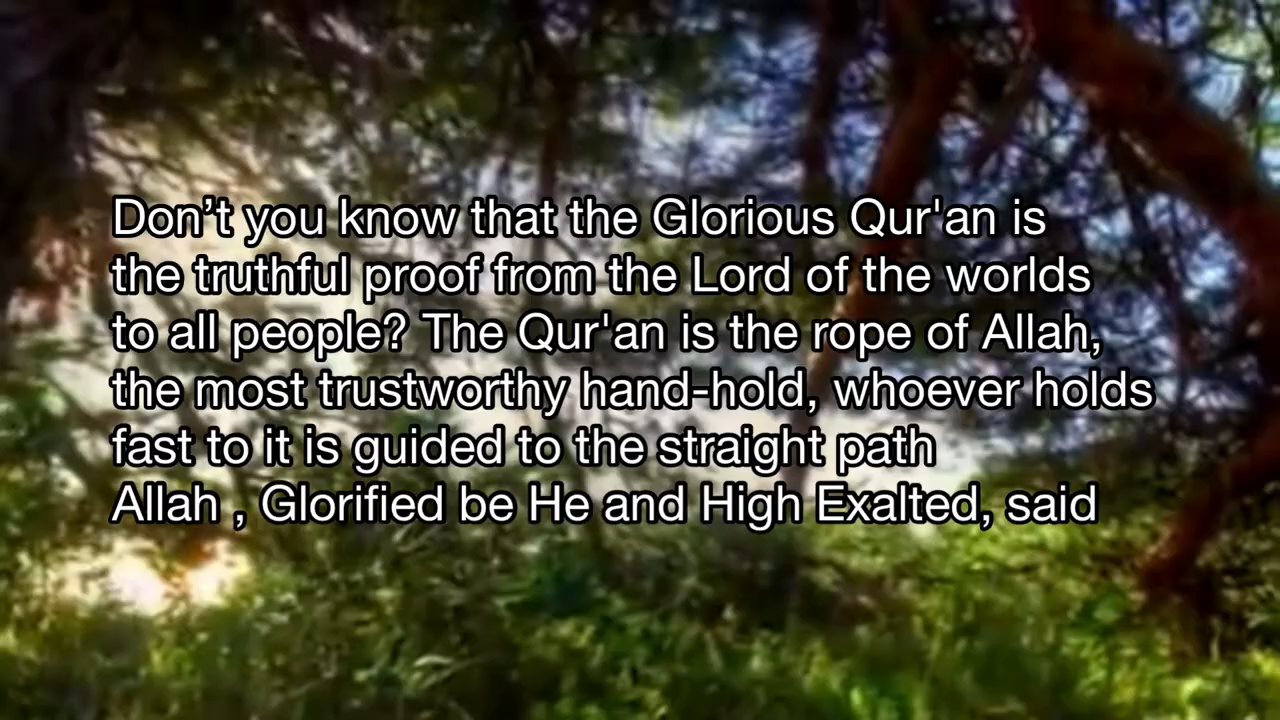 Don’t you know that the Glorious Qur'an is
the truthful proof from the Lord of the worlds
to all people? The Qur'an is the rope of Allah,
the most trustworthy hand-hold, whoever holds
fast to it is guided to the straight path
Allah , Glorified be He and High Exalted, said